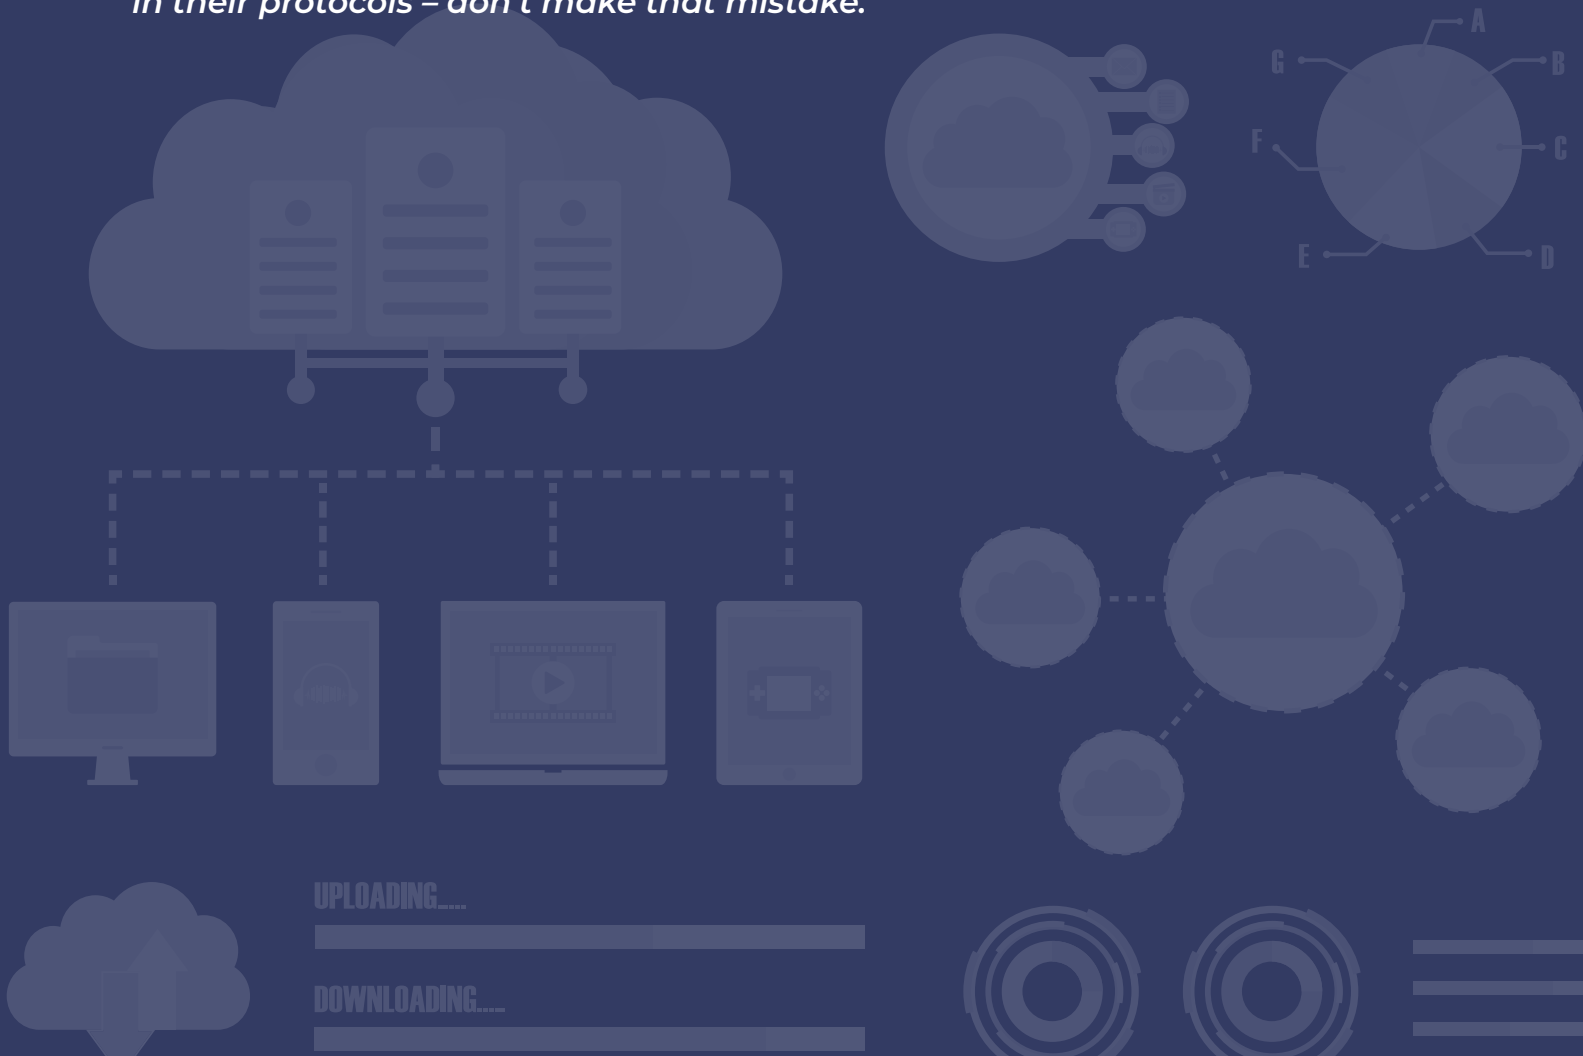 in their protocols – don't make that mistake.
A
G
B
F
C
E
D
UPLOADING.....
DOWNLOADING.....